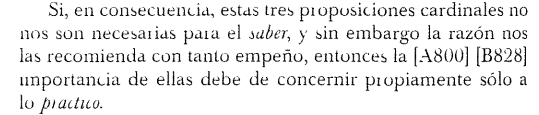 Si, en consecuencia, estas tres proposiciones cardinales no
nos son necesarias para el saber, y sin embargo la razón nos
las recomienda con tanto empeño, entonces la [A800] [B828]
importancia de ellas debe de concernir propiamente sólo a
lo práctico.